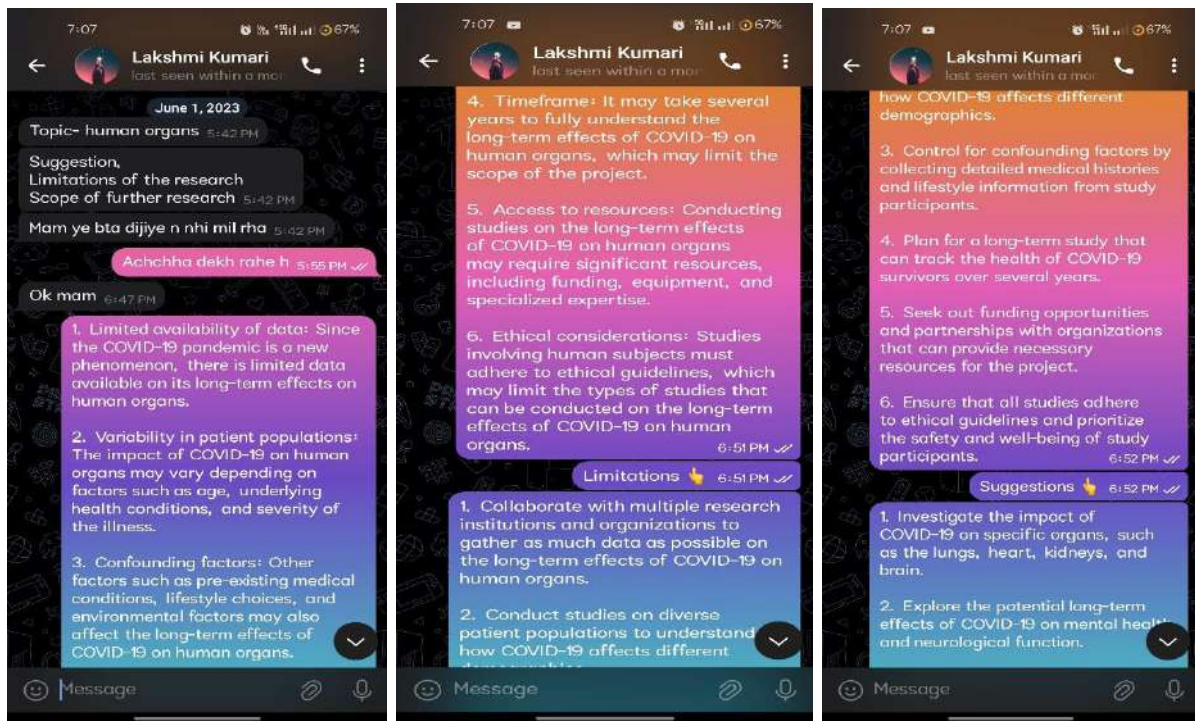 7:07
67%
Lakshmi Kumari
last seen within a mor
June 1, 2023
Topic- human organs 5:42 PM
Suggestion,
Limitations of the research
Scope of further research 5:42 PM
Mam ye bta dijiye n nhi mil rha 5:42 PM
Achchha dekh rahe h 5:55 PM
Ok mam 6:47 PM
1. Limited availability of data: Since
the COVID-19 pandemic is a new
phenomenon, there is limited data
available on its long-term effects on
human organs.
2. Variability in patient populations:
The impact of COVID-19 on human
organs may vary depending on
factors such as age, underlying
health conditions, and severity of
the illness.
3. Confounding factors: Other
factors such as pre-existing medical
conditions, lifestyle choices, and
environmental factors may also
affect the long-term effects of
COVID-19 on human organs.
Message
7:07
67%
Lakshmi Kumari
last seen within a mor
4. Timeframe: It may take several
years to fully understand the
long-term effects of COVID-19 on
human organs, which may limit the
scope of the project.
5. Access to resources: Conducting
studies on the long-term effects
of COVID-19 on human organs
may require significant resources,
including funding, equipment, and
specialized expertise.
6. Ethical considerations: Studies
involving human subjects must
adhere to ethical guidelines, which
may limit the types of studies that
can be conducted on the long-term
effects of COVID-19 on human
organs. 6:51 PM
Limitations 👆 6:51 PM
1. Collaborate with multiple research
institutions and organizations to
gather as much data as possible on
the long-term effects of COVID-19 on
human organs.
2. Conduct studies on diverse
patient populations to understand
how COVID-19 affects different
Message
7:07
67%
Lakshmi Kumari
last seen within a mor
how COVID-19 affects different
demographics.
3. Control for confounding factors by
collecting detailed medical histories
and lifestyle information from study
participants.
4. Plan for a long-term study that
can track the health of COVID-19
survivors over several years.
5. Seek out funding opportunities
and partnerships with organizations
that can provide necessary
resources for the project.
6. Ensure that all studies adhere
to ethical guidelines and prioritize
the safety and well-being of study
participants. 6:52 PM
Suggestions 👆 6:52 PM
1. Investigate the impact of
COVID-19 on specific organs, such
as the lungs, heart, kidneys, and
brain.
2. Explore the potential long-term
effects of COVID-19 on mental health
and neurological function.
Message